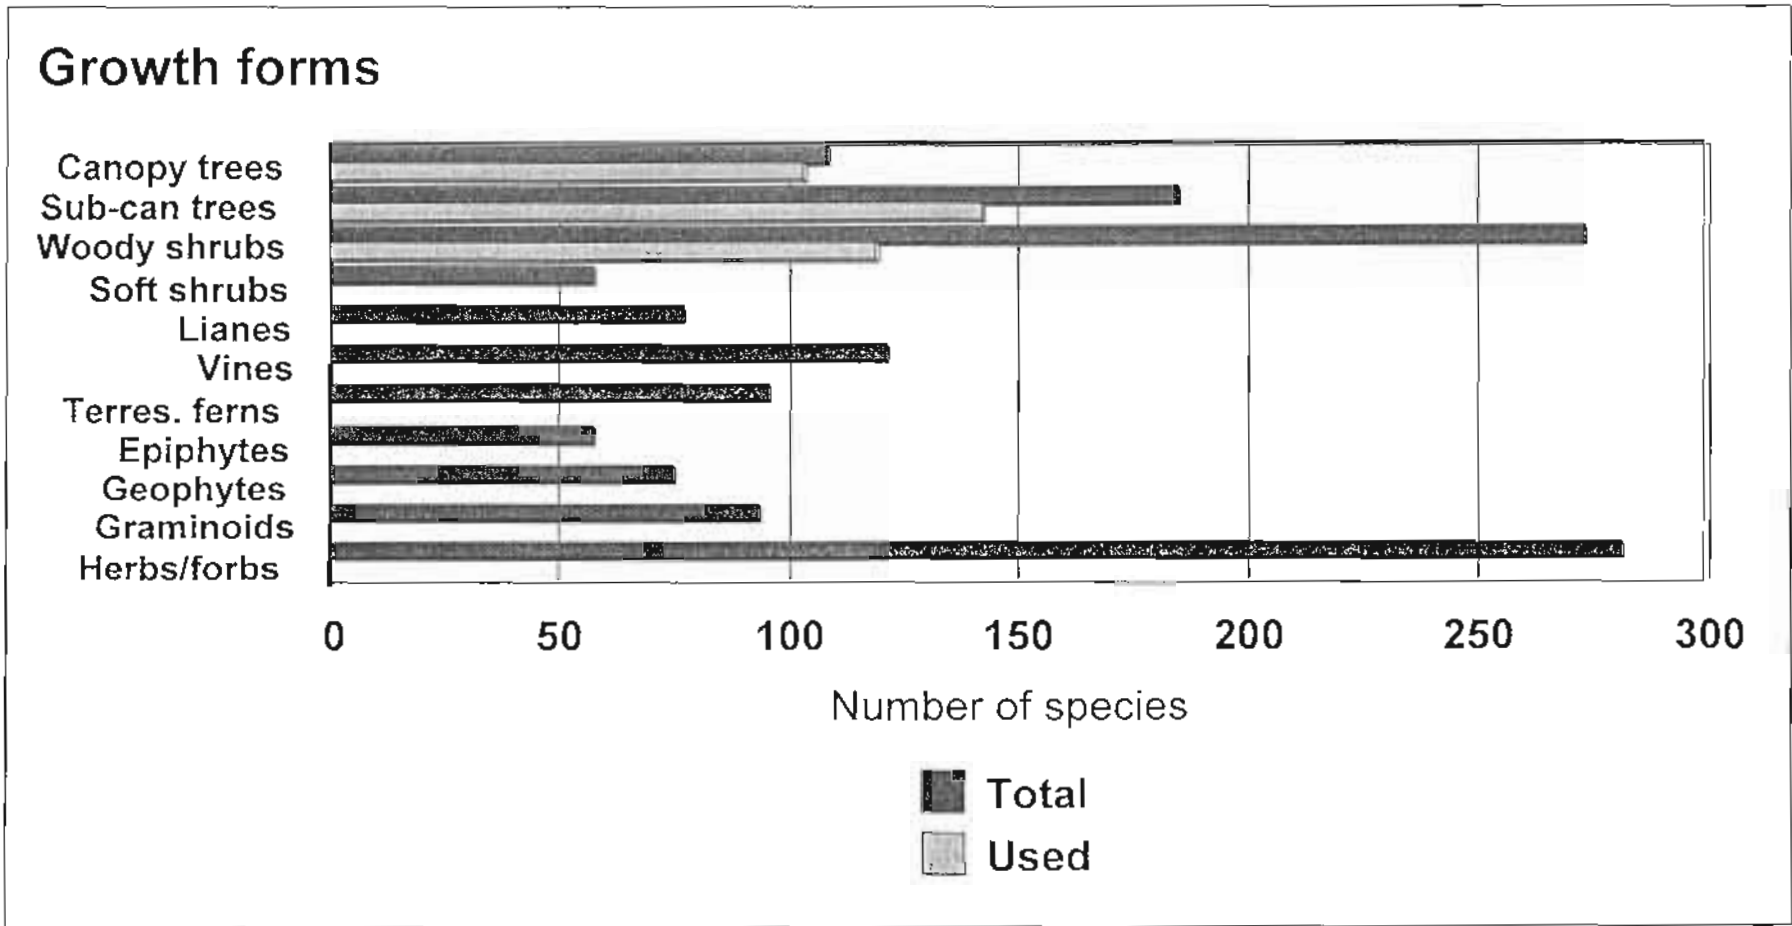 Growth forms
Canopy trees
Sub-can trees
Woody shrubs
Soft shrubs
Lianes
Vines
Terres. ferns
Epiphytes
Geophytes
Graminoids
Herbs/forbs
0 50 100 150 200 250 300
Number of species
Total
Used